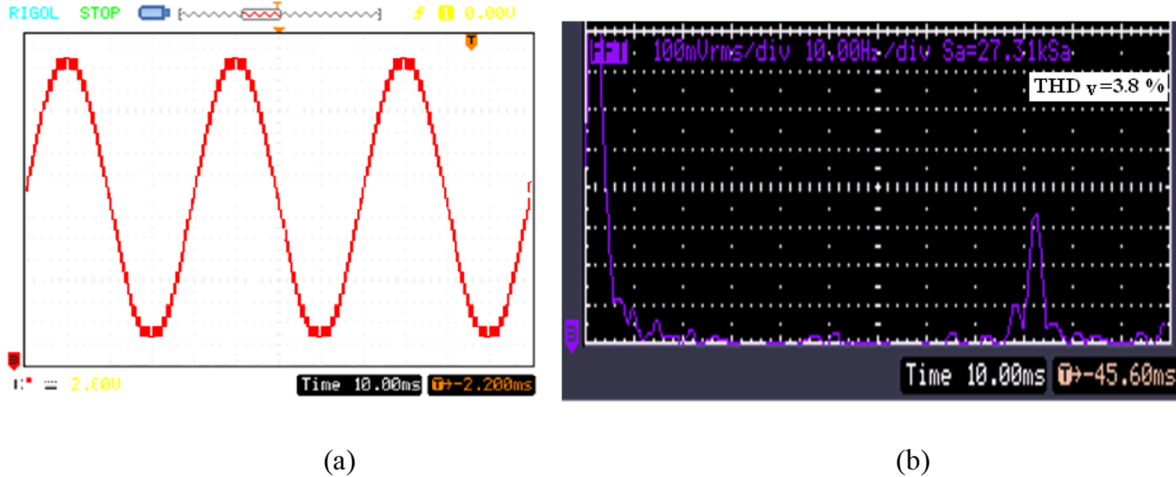 RIGOL STOP 1 0.00V
T
T
2.00V Time 10.00ms T→-2.200ms
FFT 100mVrms/div 10.00Hz/div Sa=27.31kSa
THD v=3.8 %
Time 10.00ms T→-45.60ms
(a) (b)